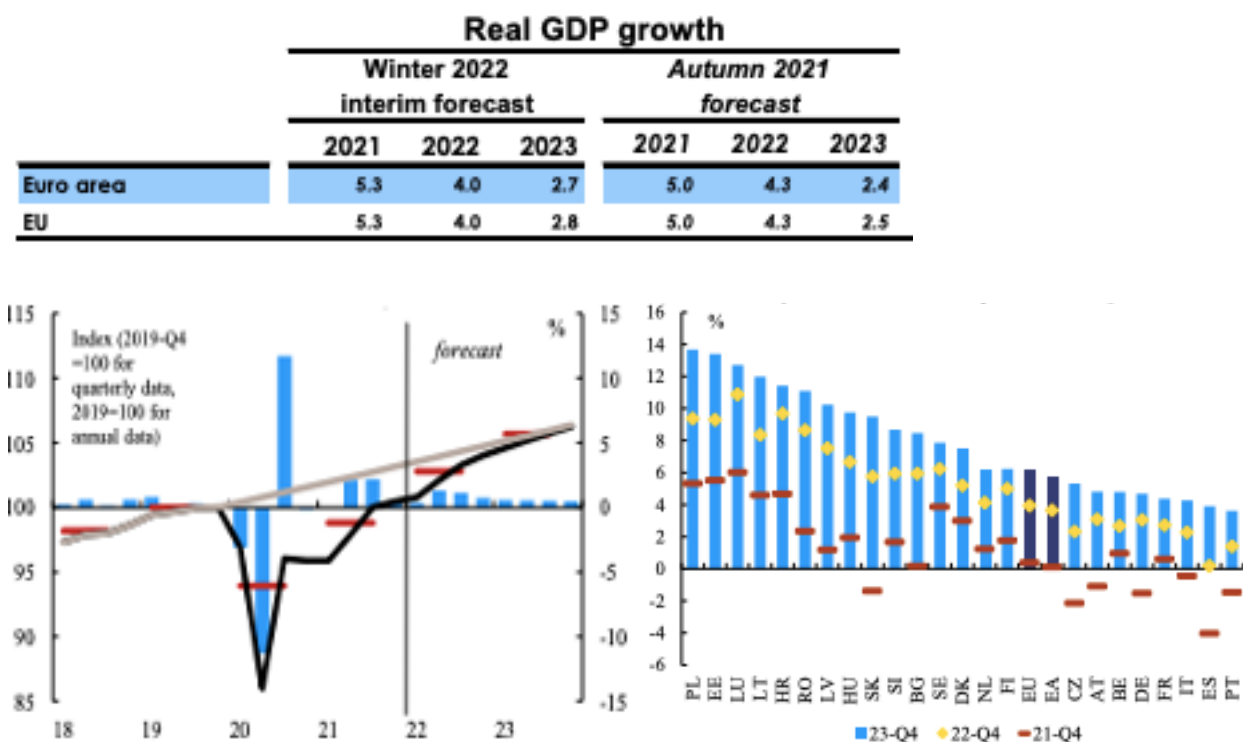 Real GDP growth
Winter 2022 Autumn 2021
interim forecast forecast
2021 2022 2023 2021 2022 2023
Euro area 5.3 4.0 2.7 5.0 4.3 2.4
EU 5.3 4.0 2.8 5.0 4.3 2.5
115
110
105
100
95
90
85
Index (2019-Q4
=100 for
quarterly data,
2019=100 for
annual data)
forecast
%
15
10
5
0
-5
-10
-15
18 19 20 21 22 23
%
16
14
12
10
8
6
4
2
0
-2
-4
-6
PL EE LU LT HR RO LV HU SK SI BG SE DK NL FI EU EA CZ AT BE DE FR IT ES PT
23-Q4 22-Q4 21-Q4